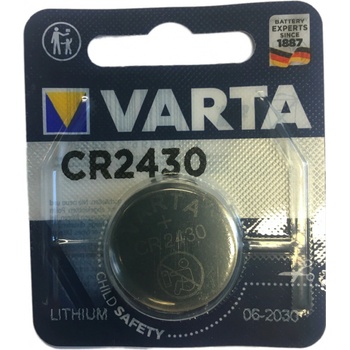 BATTERY
EXPERTS
SINCE
1887
VARTA
CR2430
VARTA
+
CR2430
CHILD SAFETY
LITHIUM
06-2030